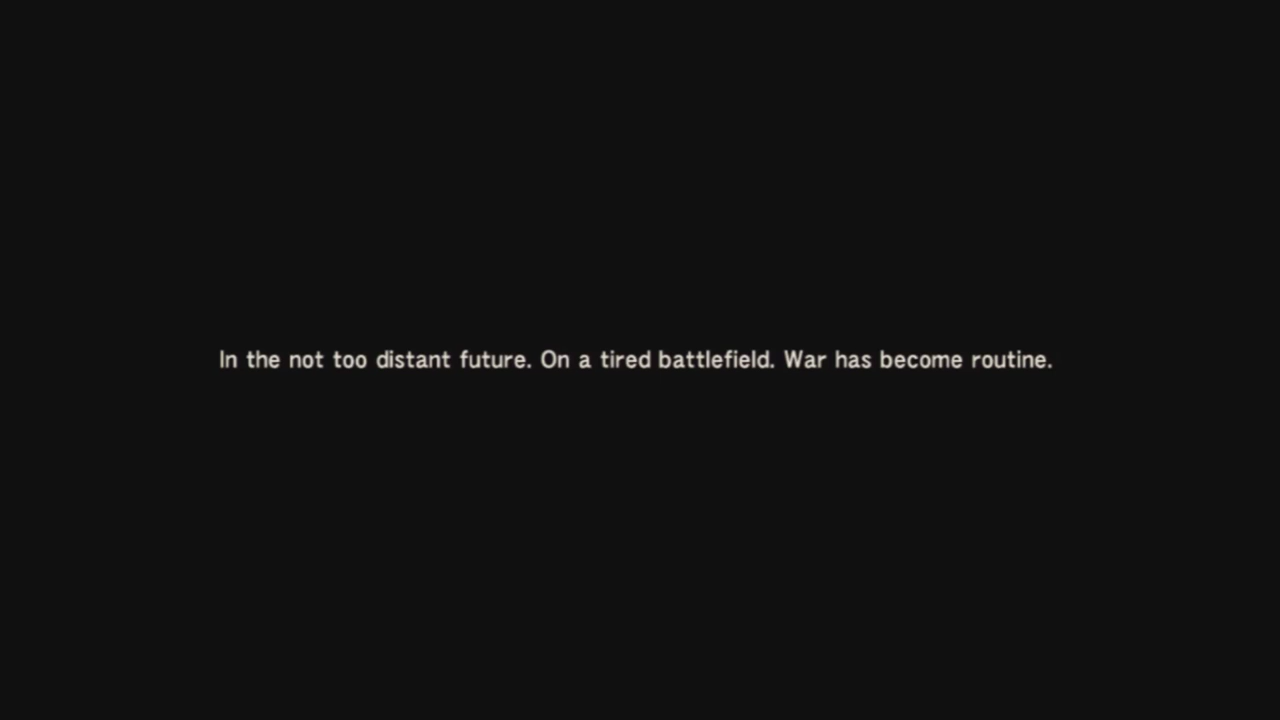 In the not too distant future. On a tired battlefield. War has become routine.